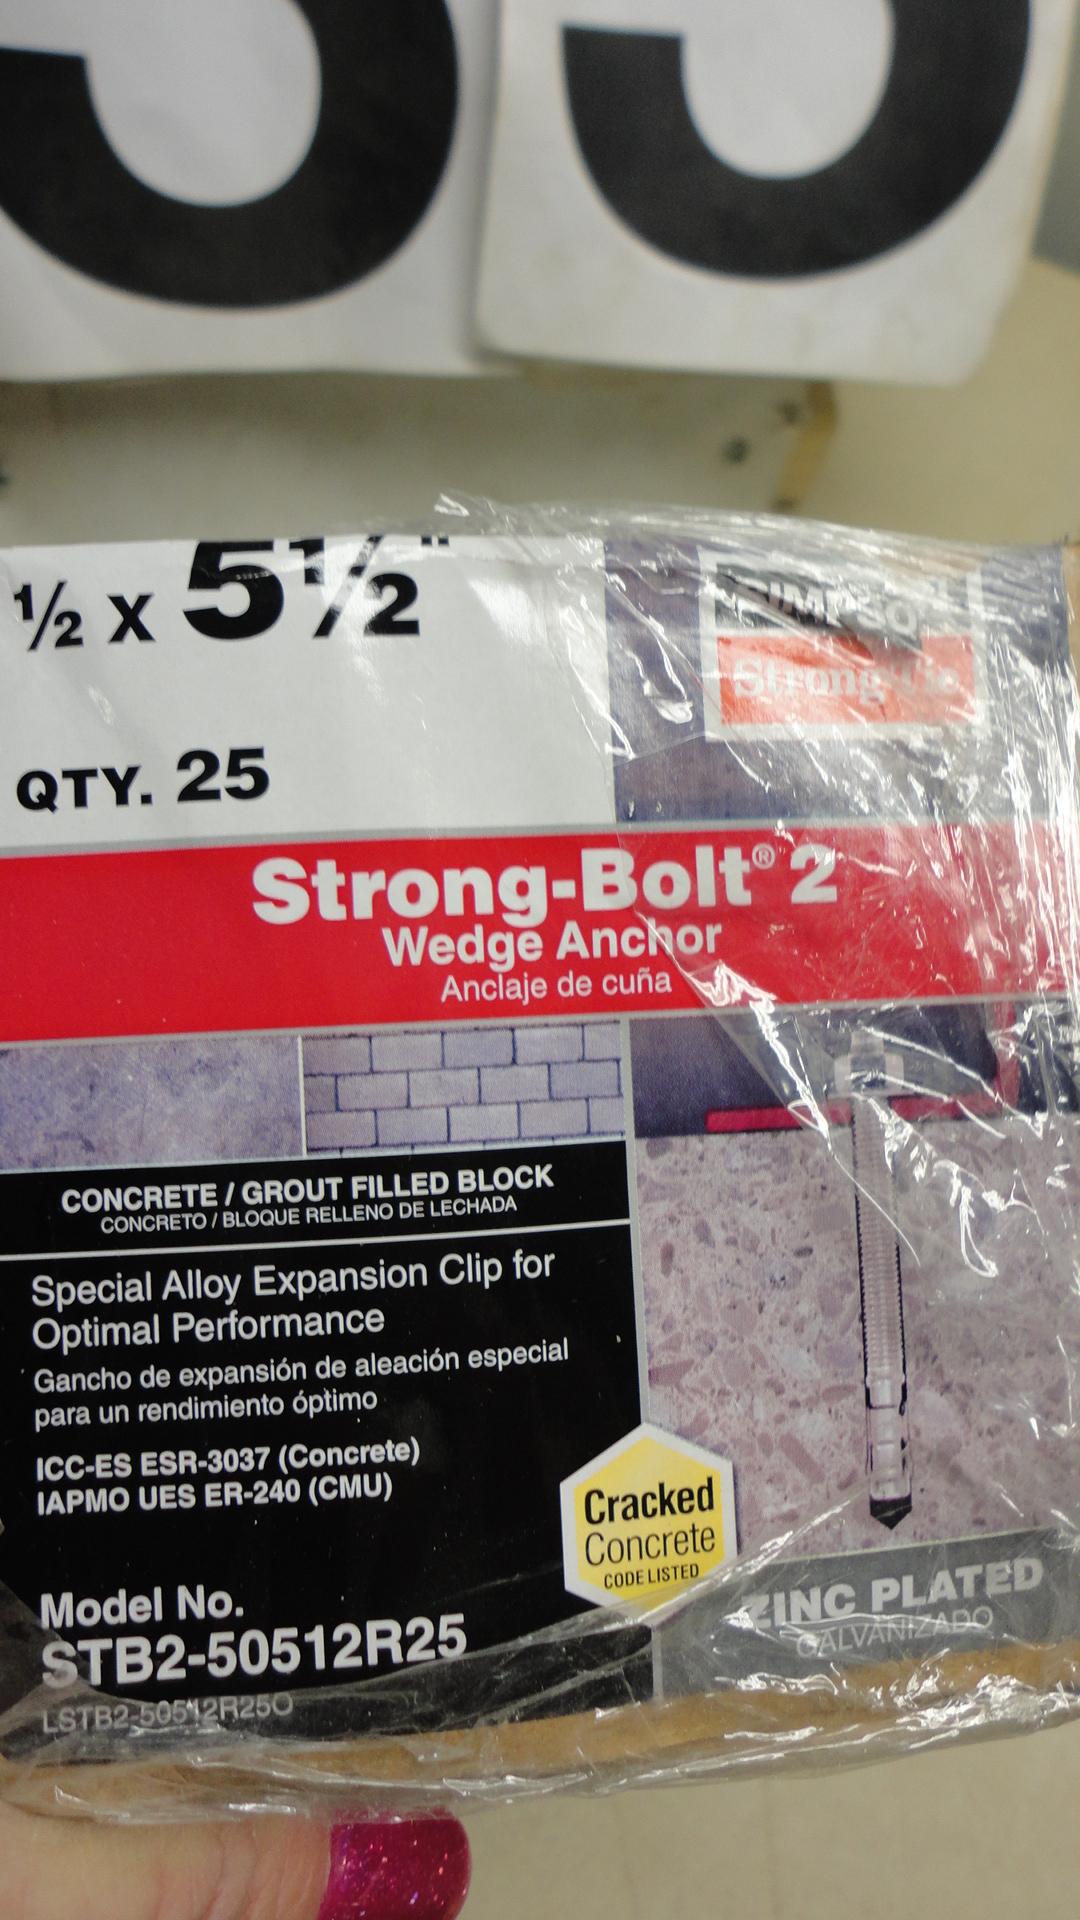 ½ x 5½"
QTY. 25
SIMPSON
Strong-Tie
Strong-Bolt® 2
Wedge Anchor
Anclaje de cuña
CONCRETE / GROUT FILLED BLOCK
CONCRETO / BLOQUE RELLENO DE LECHADA
Special Alloy Expansion Clip for
Optimal Performance
Gancho de expansión de aleación especial
para un rendimiento óptimo
ICC-ES ESR-3037 (Concrete)
IAPMO UES ER-240 (CMU)
Cracked
Concrete
CODE LISTED
Model No.
STB2-50512R25
LSTB2-50512R25O
ZINC PLATED
GALVANIZADO